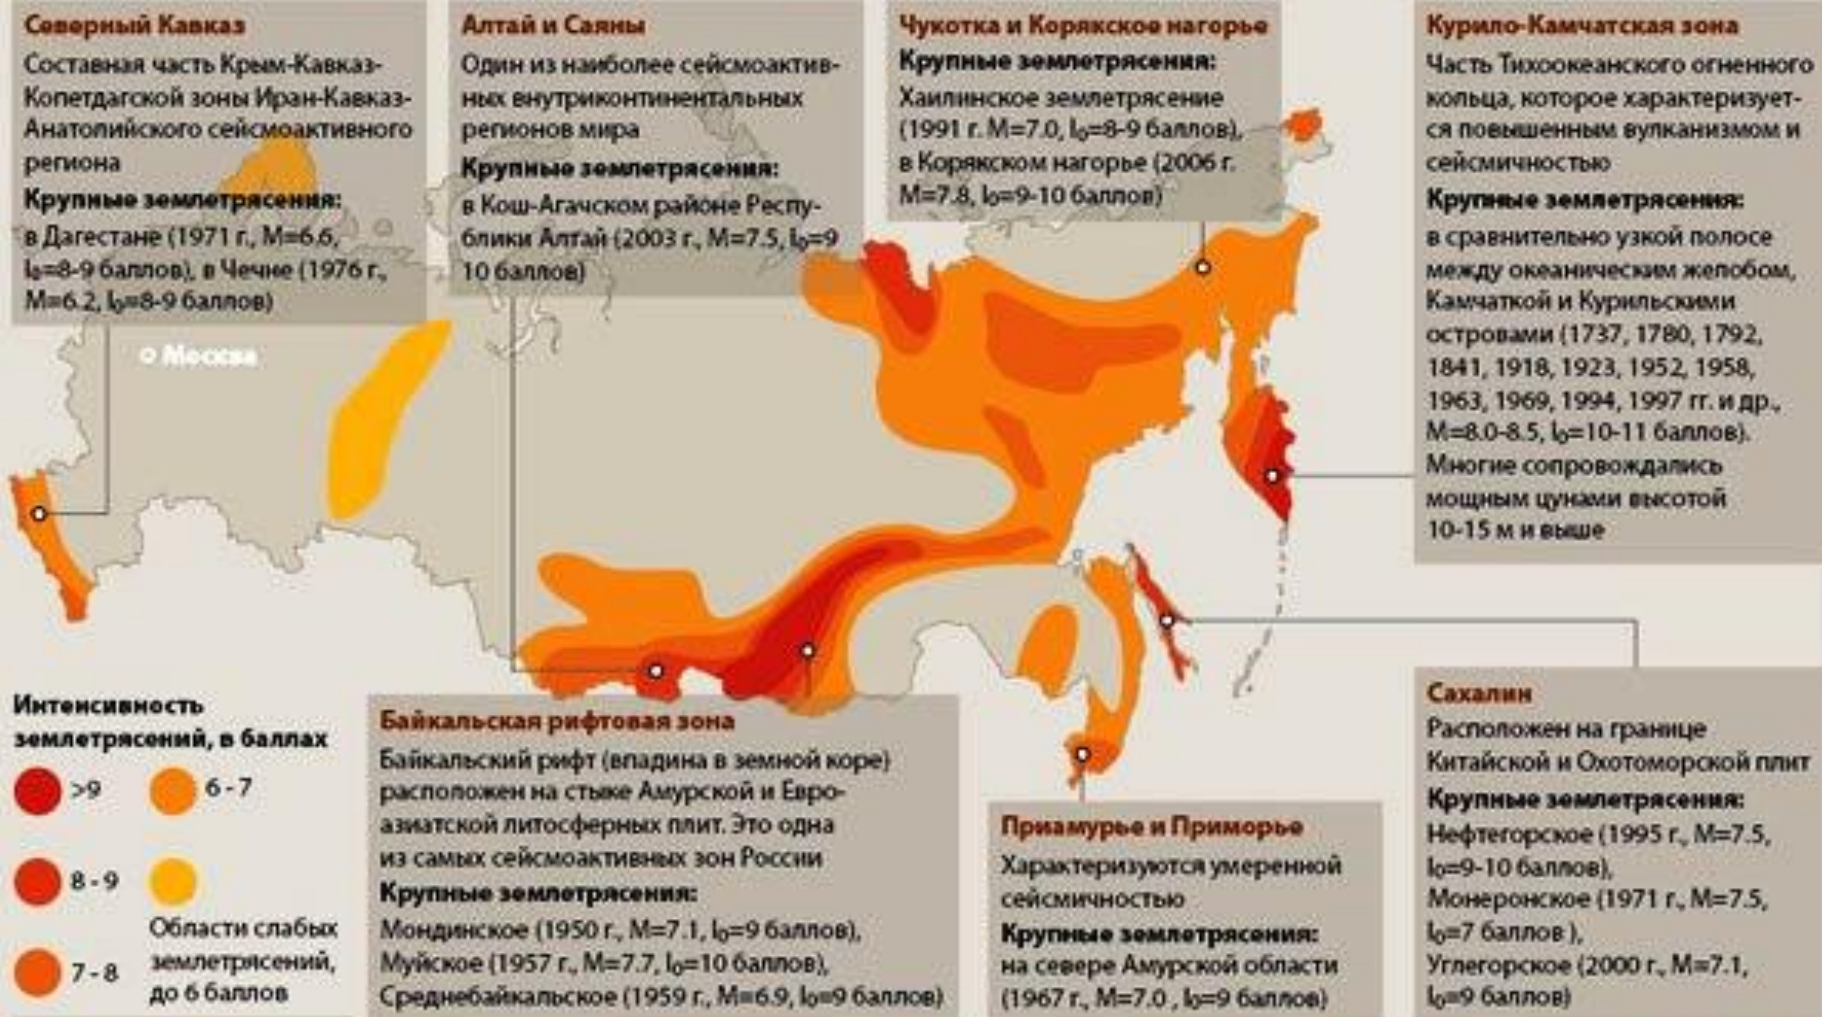 Северный Кавказ
Составная часть Крым-Кавказ-
Копетдагской зоны Иран-Кавказ-
Анатолийского сейсмоактивного
региона
Крупные землетрясения:
в Дагестане (1971 г., М=6.6,
I₀=8-9 баллов), в Чечне (1976 г.,
М=6.2, I₀=8-9 баллов)
Алтай и Саяны
Один из наиболее сейсмоактив-
ных внутриконтинентальных
регионов мира
Крупные землетрясения:
в Кош-Агачском районе Респу-
блики Алтай (2003 г., М=7.5, I₀=9
10 баллов)
Чукотка и Корякское нагорье
Крупные землетрясения:
Хаилинское землетрясение
(1991 г. М=7.0, I₀=8-9 баллов),
в Корякском нагорье (2006 г.
М=7.8, I₀=9-10 баллов)
Курило-Камчатская зона
Часть Тихоокеанского огненного
кольца, которое характеризует-
ся повышенным вулканизмом и
сейсмичностью
Крупные землетрясения:
в сравнительно узкой полосе
между океаническим желобом,
Камчаткой и Курильскими
островами (1737, 1780, 1792,
1841, 1918, 1923, 1952, 1958,
1963, 1969, 1994, 1997 гг. и др.,
М=8.0-8.5, I₀=10-11 баллов).
Многие сопровождались
мощным цунами высотой
10-15 м и выше
Москва
Интенсивность
землетрясений, в баллах
>9
6 - 7
8 - 9
7 - 8
Области слабых
землетрясений,
до 6 баллов
Байкальская рифтовая зона
Байкальский рифт (впадина в земной коре)
расположен на стыке Амурской и Евро-
азиатской литосферных плит. Это одна
из самых сейсмоактивных зон России
Крупные землетрясения:
Мондинское (1950 г., М=7.1, I₀=9 баллов),
Муйское (1957 г., М=7.7, I₀=10 баллов),
Среднебайкальское (1959 г., М=6.9, I₀=9 баллов)
Приамурье и Приморье
Характеризуются умеренной
сейсмичностью
Крупные землетрясения:
на севере Амурской области
(1967 г., М=7.0 , I₀=9 баллов)
Сахалин
Расположен на границе
Китайской и Охотоморской плит
Крупные землетрясения:
Нефтегорское (1995 г., М=7.5,
I₀=9-10 баллов),
Монеронское (1971 г., М=7.5,
I₀=7 баллов ),
Углегорское (2000 г., М=7.1,
I₀=9 баллов)